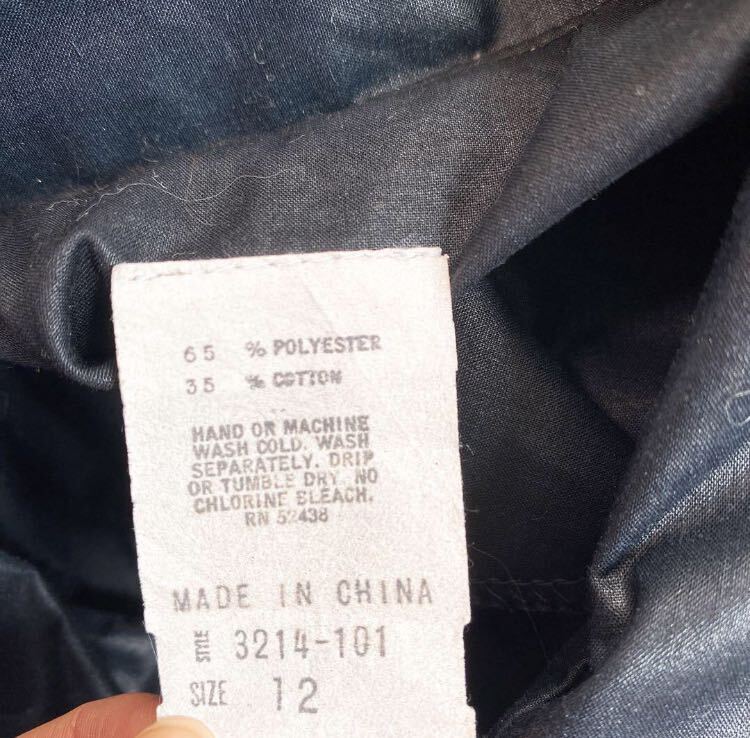 65 % POLYESTER
35 % COTTON
HAND OR MACHINE
WASH COLD. WASH
SEPARATELY. DRIP
OR TUMBLE DRY. NO
CHLORINE BLEACH.
RN 52438
MADE IN CHINA
STYLE 3214-101
SIZE 12